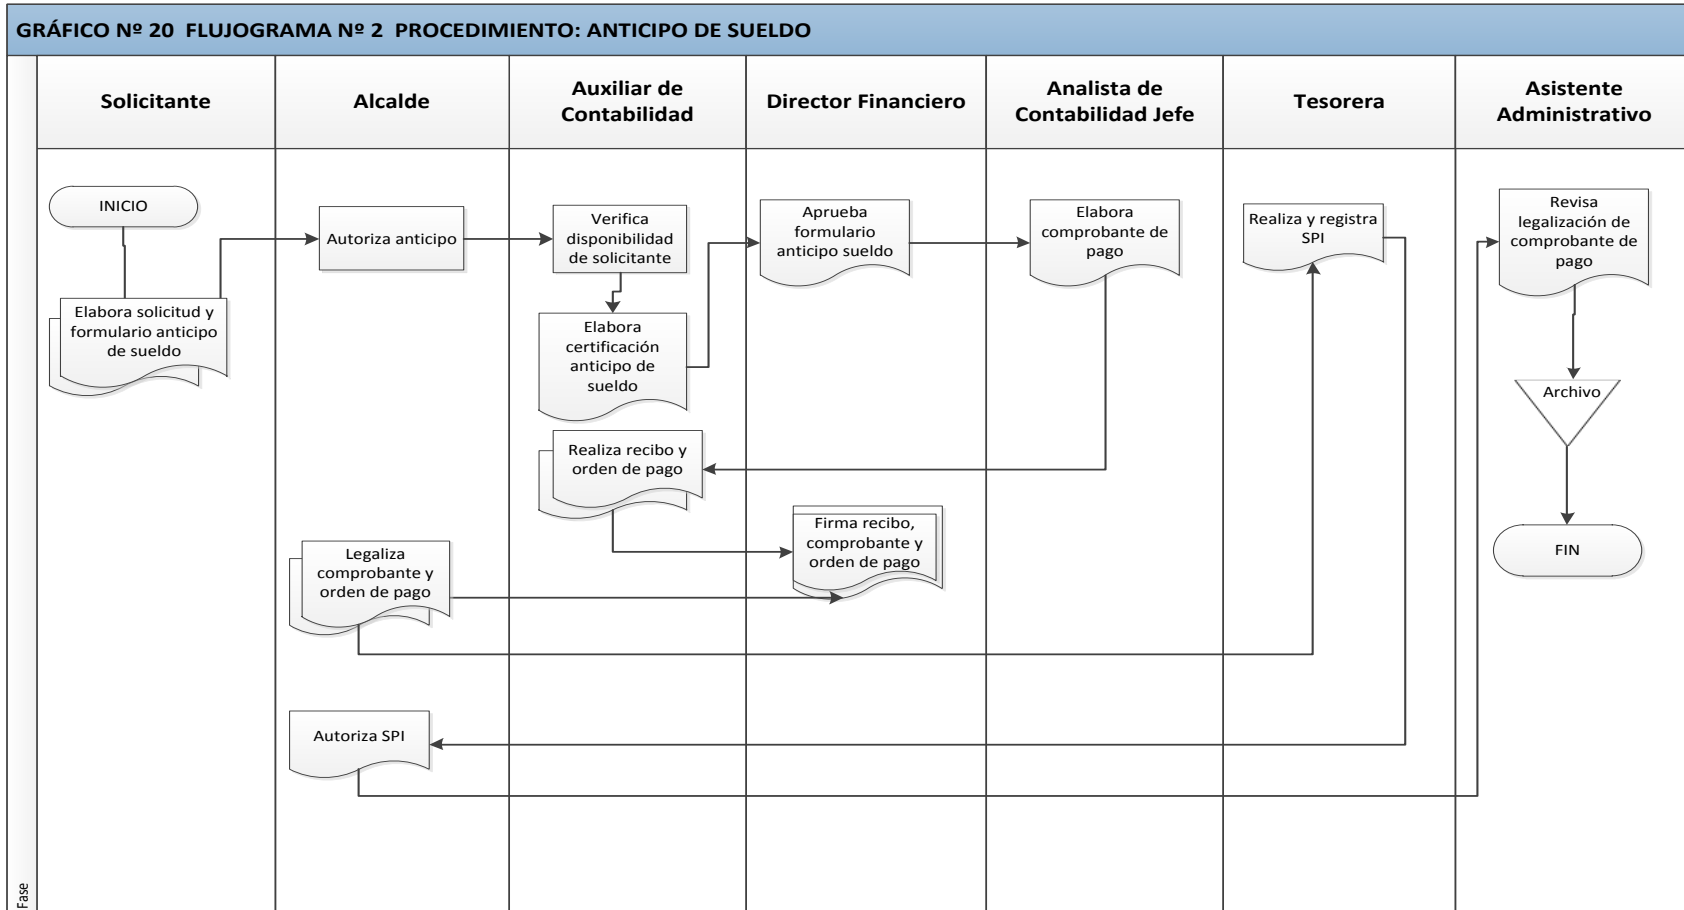 GRÁFICO Nº 20 FLUJOGRAMA Nº 2 PROCEDIMIENTO: ANTICIPO DE SUELDO
Solicitante
Alcalde
Auxiliar de
Contabilidad
Director Financiero
Analista de
Contabilidad Jefe
Tesorera
Asistente
Administrativo
INICIO
Elabora solicitud y
formulario anticipo
de sueldo
Autoriza anticipo
Verifica
disponibilidad
de solicitante
Elabora
certificación
anticipo de
sueldo
Aprueba
formulario
anticipo sueldo
Elabora
comprobante de
pago
Realiza recibo y
orden de pago
Firma recibo,
comprobante y
orden de pago
Legaliza
comprobante y
orden de pago
Realiza y registra
SPI
Autoriza SPI
Revisa
legalización de
comprobante de
pago
Archivo
FIN
Fase